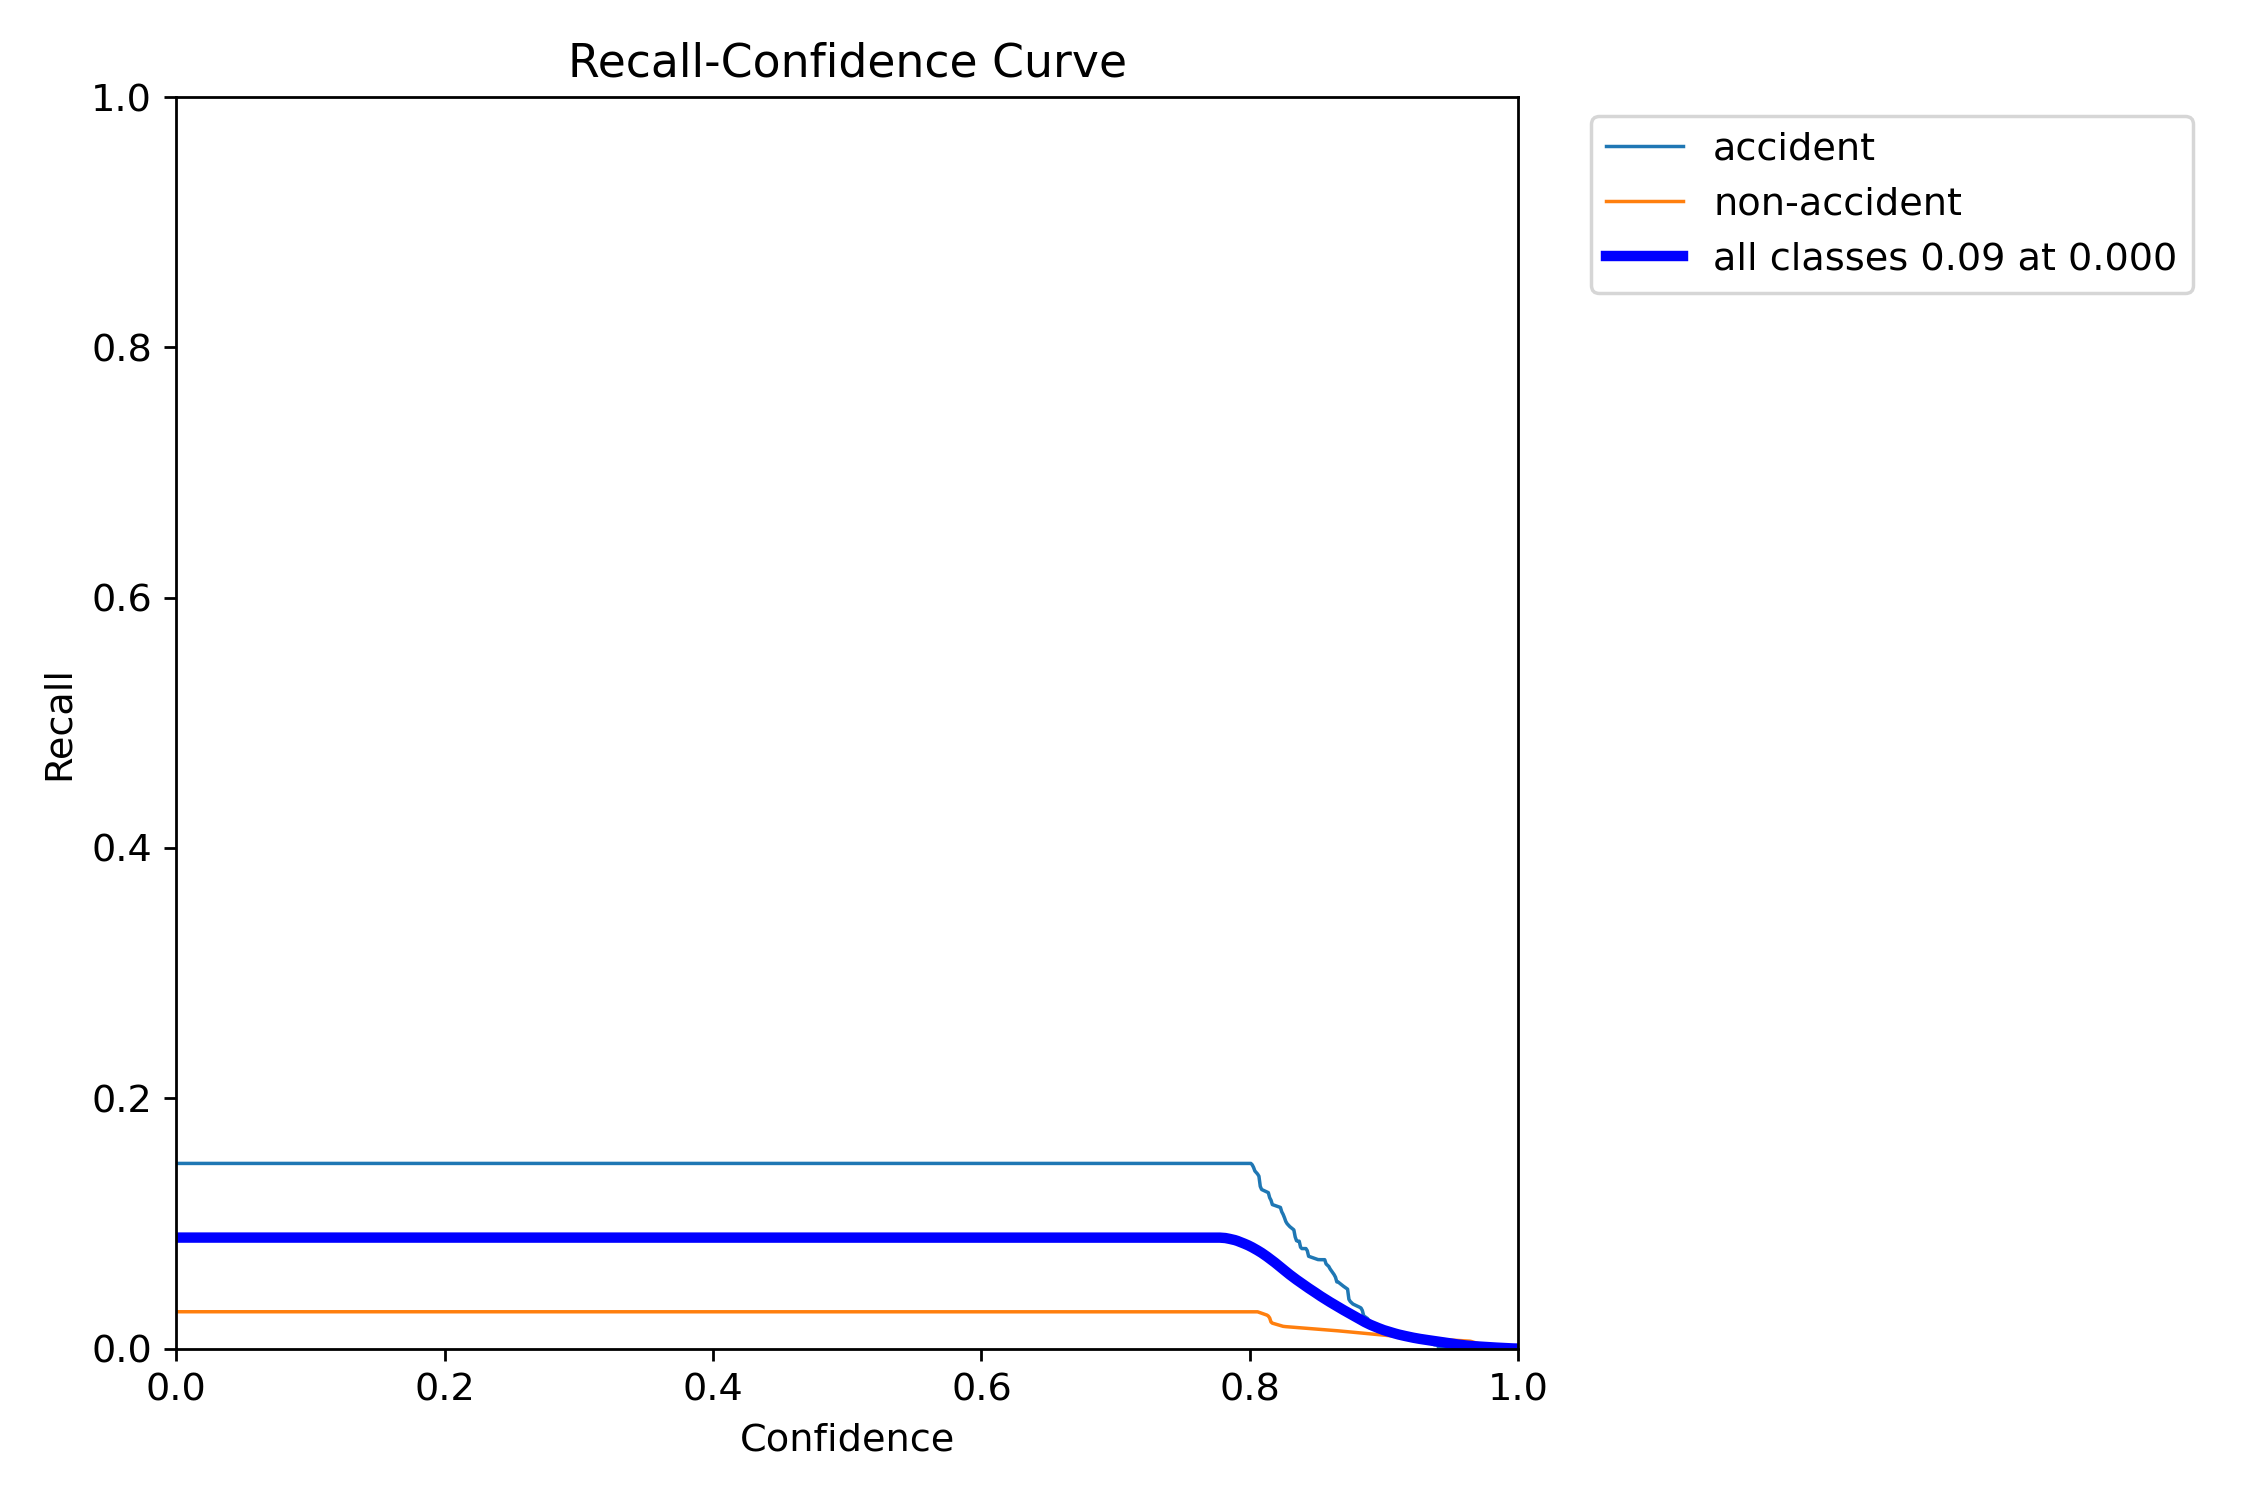 Recall-Confidence Curve
1.0
0.8
0.6
0.4
0.2
0.0
Recall
0.0 0.2 0.4 0.6 0.8 1.0
Confidence
accident
non-accident
all classes 0.09 at 0.000